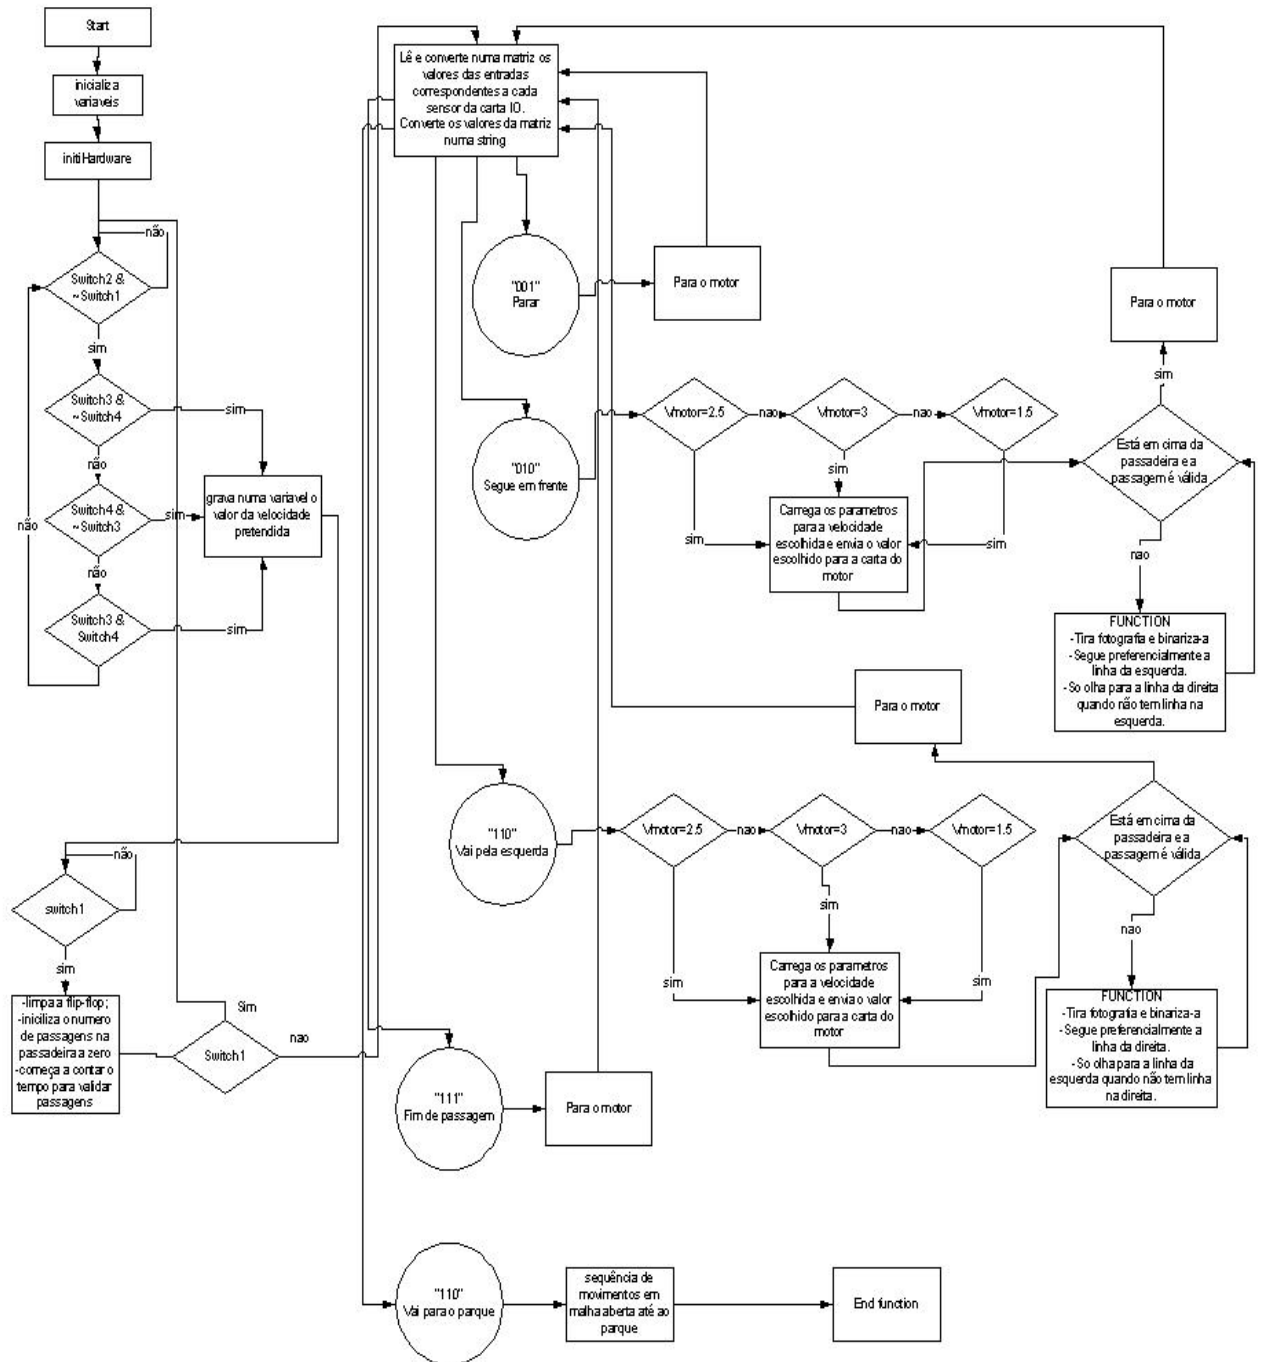 Start
inicializa
variaveis
initiHardware
não
Switch2 &
~Switch1
sim
Switch3 &
~Switch4
sim
não
Switch4 &
~Switch3
sim
não
não
Switch3 &
Switch4
sim
grava numa variavel o
valor da velocidade
pretendida
não
switch1
sim
-limpa a flip-flop;
-iniciliza o numero
de passagens na
passadeira a zero
-começa a contar o
tempo para validar
passagens
Sim
Switch1
nao
Lê e converte numa matriz os
valores das entradas
correspondentes a cada
sensor da carta IO.
Converte os valores da matriz
numa string
"001"
Parar
Para o motor
"010"
Segue em frente
Vmotor=2.5
nao
Vmotor=3
nao
Vmotor=1.5
sim
sim
sim
Carrega os parametros
para a velocidade
escolhida e envia o valor
escolhido para a carta do
motor
Para o motor
sim
Está em cima da
passadeira e a
passagem é válida
nao
FUNCTION
-Tira fotografia e binariza-a
-Segue preferencialmente a
linha da esquerda.
-So olha para a linha da direita
quando não tem linha na
esquerda.
Para o motor
"110"
Vai pela esquerda
Vmotor=2.5
nao
Vmotor=3
nao
Vmotor=1.5
sim
sim
sim
Carrega os parametros
para a velocidade
escolhida e envia o valor
escolhido para a carta do
motor
Está em cima da
passadeira e a
passagem é válida
nao
FUNCTION
-Tira fotografia e binariza-a
-Segue preferencialmente a
linha da direita.
-So olha para a linha da
esquerda quando não tem linha
na direita.
"111"
Fim de passagem
Para o motor
"110"
Vai para o parque
sequência de
movimentos em
malha aberta até ao
parque
End function